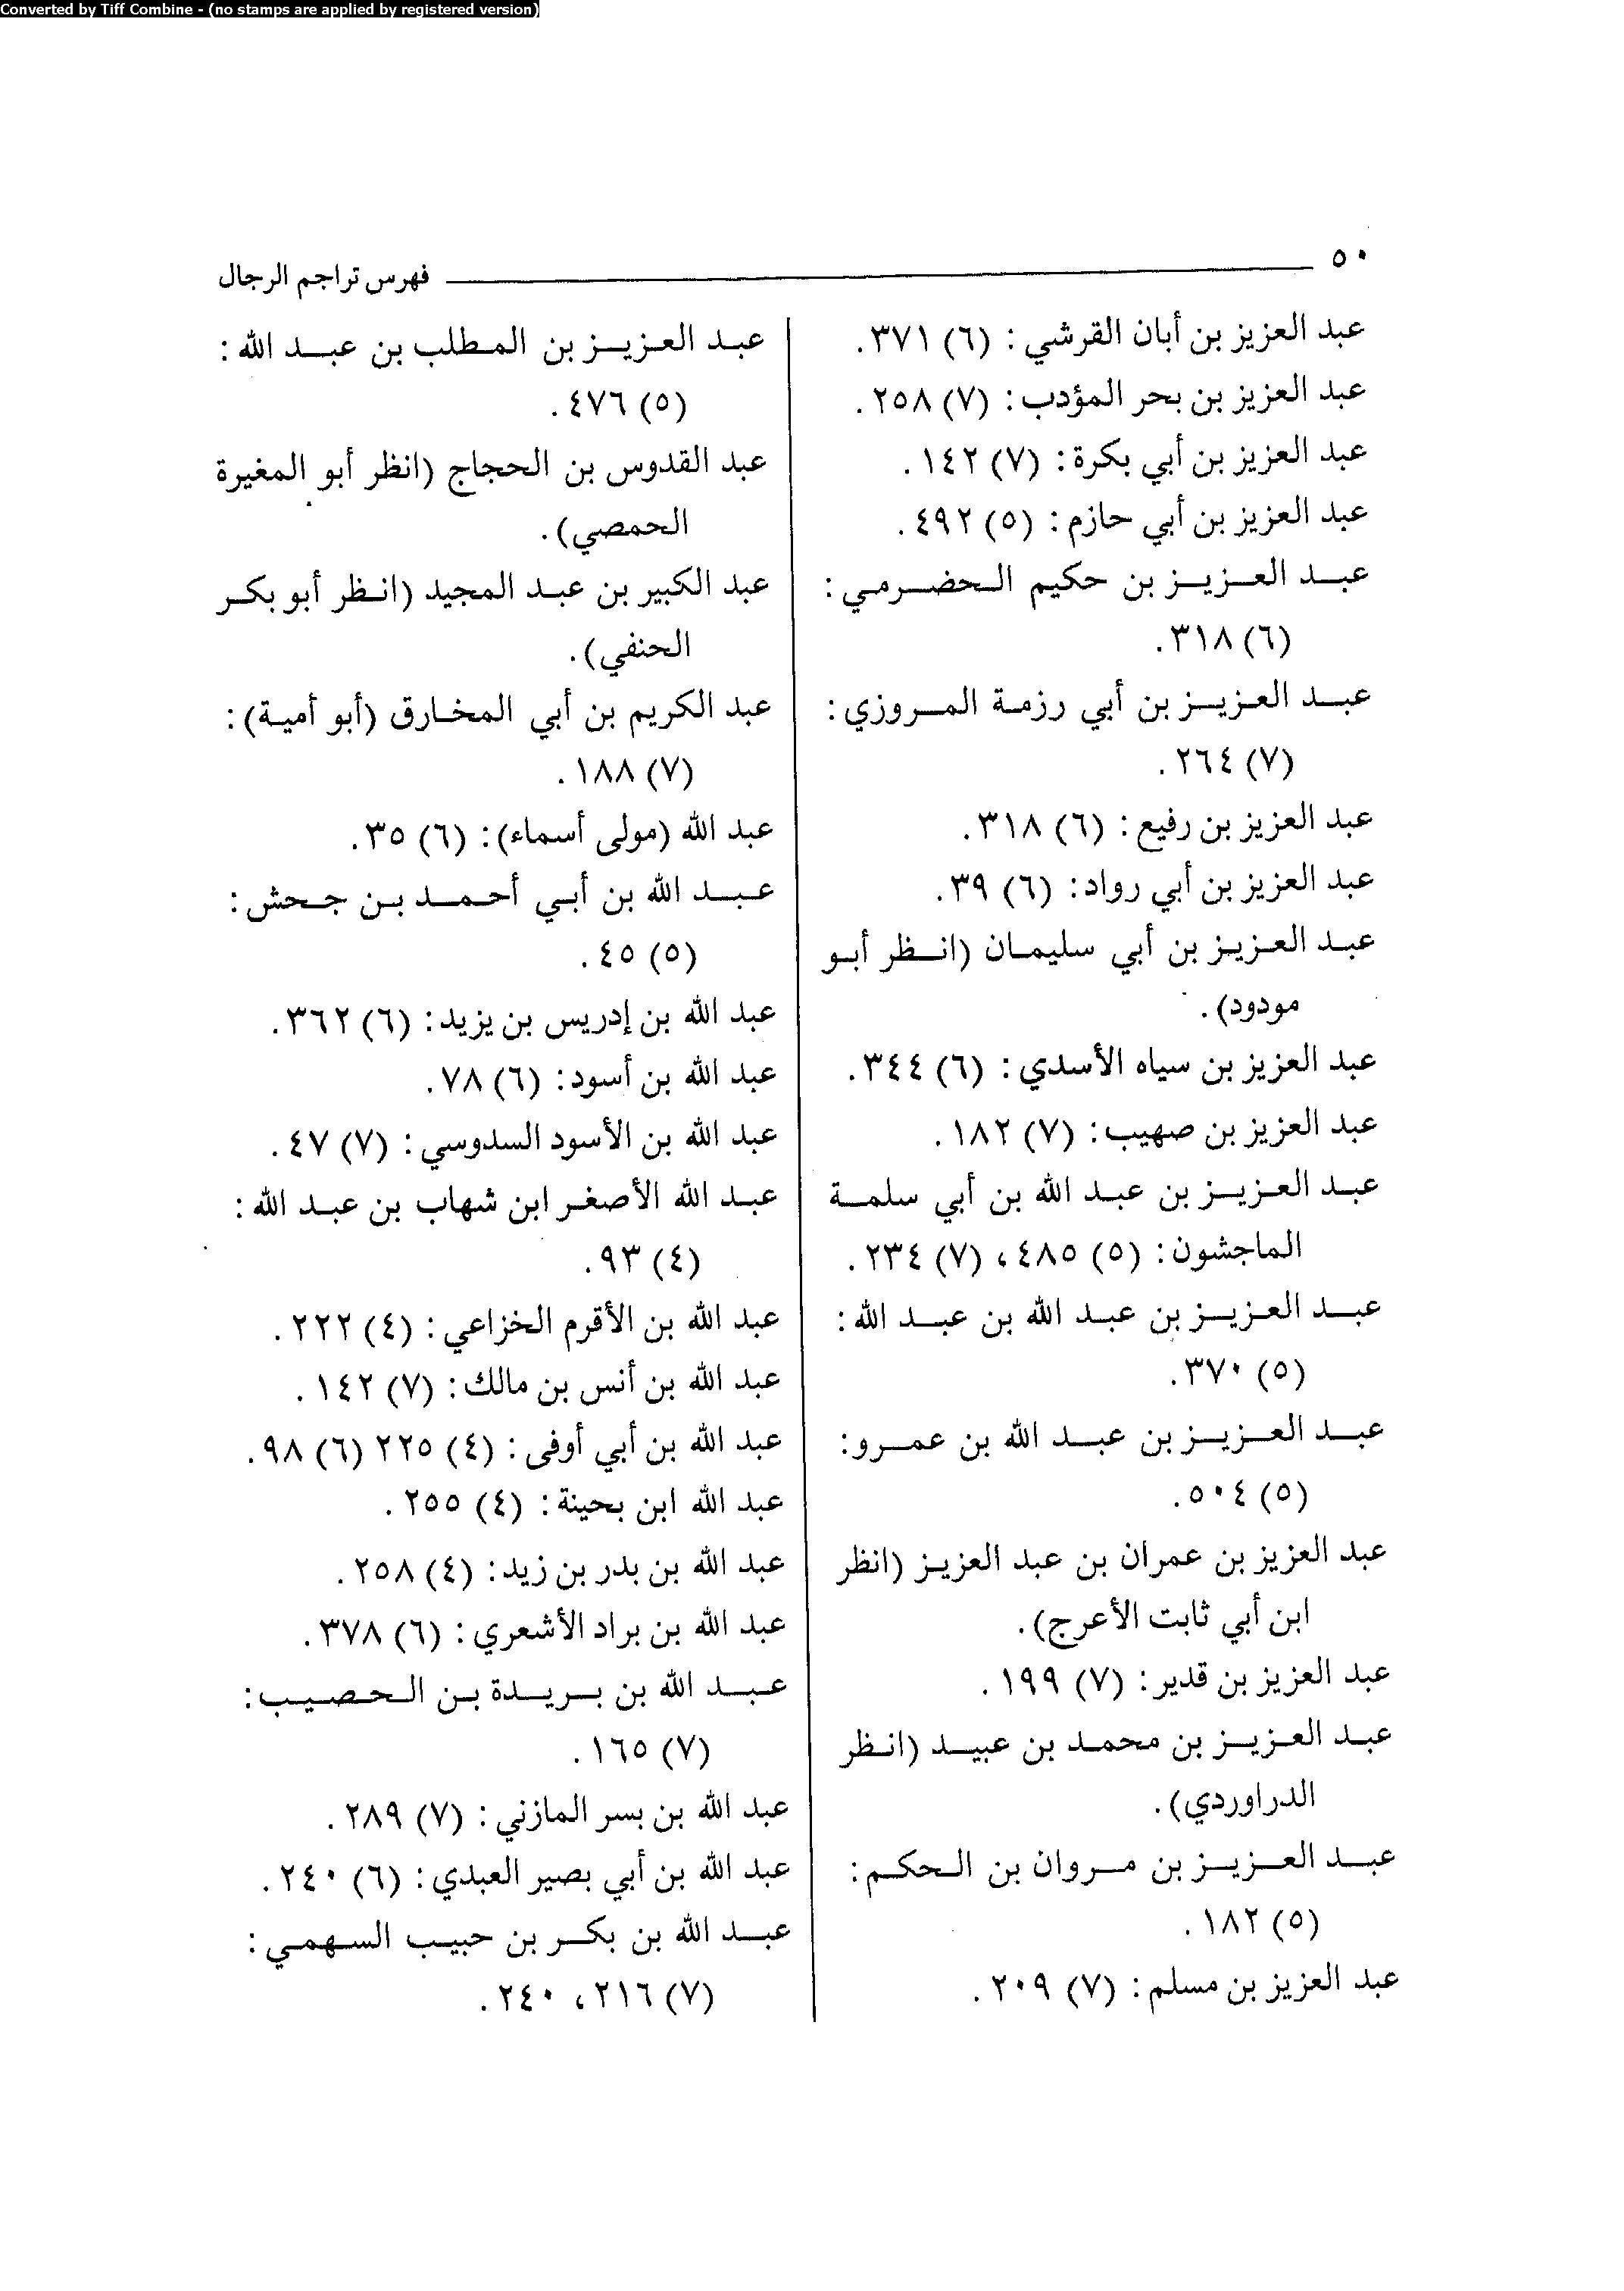 Converted by Tiff Combine - (no stamps are applied by registered version)
٥٠
فهرس تراجم الرجال
عبد العزيز بن أبان القرشي: (٦) ٣٧١.
عبد العزيز بن بحر المؤدب: (٧) ٢٥٨.
عبد العزيز بن أبي بكرة: (٧) ١٤٢.
عبد العزيز بن أبي حازم: (٥) ٤٩٢.
عبد العزيز بن حكيم الحضرمي:
(٦) ٣١٨.
عبد العزيز بن أبي رزمة المروزي:
(٧) ٢٦٤.
عبد العزيز بن رفيع: (٦) ٣١٨.
عبد العزيز بن أبي رواد: (٦) ٣٩.
عبد العزيز بن أبي سليمان (انظر أبو
مودود).
عبد العزيز بن سياه الأسدي: (٦) ٣٤٤.
عبد العزيز بن صهيب: (٧) ١٨٢.
عبد العزيز بن عبد الله بن أبي سلمة
الماجشون: (٥) ٤٨٥، (٧) ٢٣٤.
عبد العزيز بن عبد الله بن عبد الله:
(٥) ٣٧٠.
عبد العزيز بن عبد الله بن عمرو:
(٥) ٥٠٤.
عبد العزيز بن عمران بن عبد العزيز (انظر
ابن أبي ثابت الأعرج).
عبد العزيز بن قدير: (٧) ١٩٩.
عبد العزيز بن محمد بن عبيد (انظر
الدراوردي).
عبد العزيز بن مروان بن الحكم:
(٥) ١٨٢.
عبد العزيز بن مسلم: (٧) ٢٠٩.
عبد العزيز بن المطلب بن عبد الله:
(٥) ٤٧٦.
عبد القدوس بن الحجاج (انظر أبو المغيرة
الحمصي).
عبد الكبير بن عبد المجيد (انظر أبو بكر
الحنفي).
عبد الكريم بن أبي المخارق (أبو أمية):
(٧) ١٨٨.
عبد الله (مولى أسماء): (٦) ٣٥.
عبد الله بن أبي أحمد بن جحش:
(٥) ٤٥.
عبد الله بن إدريس بن يزيد: (٦) ٣٦٢.
عبد الله بن أسود: (٦) ٧٨.
عبد الله بن الأسود السدوسي: (٧) ٤٧.
عبد الله الأصغر ابن شهاب بن عبد الله:
(٤) ٩٣.
عبد الله بن الأقرم الخزاعي: (٤) ٢٢٢.
عبد الله بن أنس بن مالك: (٧) ١٤٢.
عبد الله بن أبي أوفى: (٤) ٢٢٥ (٦) ٩٨.
عبد الله ابن بحينة: (٤) ٢٥٥.
عبد الله بن بدر بن زيد: (٤) ٢٥٨.
عبد الله بن براد الأشعري: (٦) ٣٧٨.
عبد الله بن بريدة بن الحصيب:
(٧) ١٦٥.
عبد الله بن بسر المازني: (٧) ٢٨٩.
عبد الله بن أبي بصير العبدي: (٦) ٢٤٠.
عبد الله بن بكر بن حبيب السهمي:
(٧) ٢١٦، ٢٤٠.